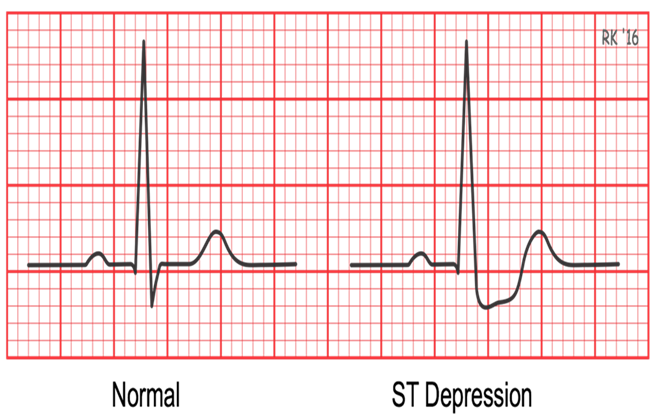 RK '16
Normal
ST Depression